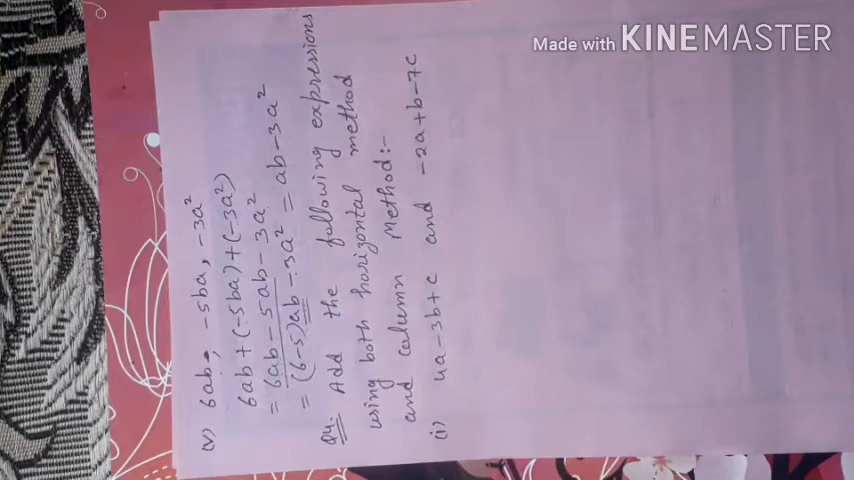 Made with KINEMASTER
(v) 6ab, -5ba, -3a²
6ab + (-5ba) + (-3a²)
= 6ab - 5ab - 3a²
= (6-5)ab - 3a² = ab - 3a²
Q4. Add the following expressions
using both horizontal method
and column Method:-
(i) 4a-3b+c and -2a+b-7c